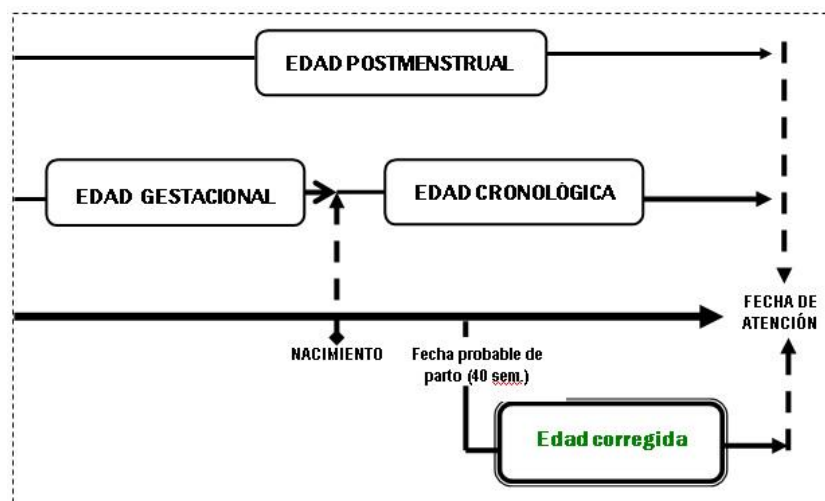 EDAD POSTMENSTRUAL
EDAD GESTACIONAL
EDAD CRONOLÓGICA
FECHA DE
ATENCIÓN
NACIMIENTO
Fecha probable de
parto (40 sem.)
Edad corregida